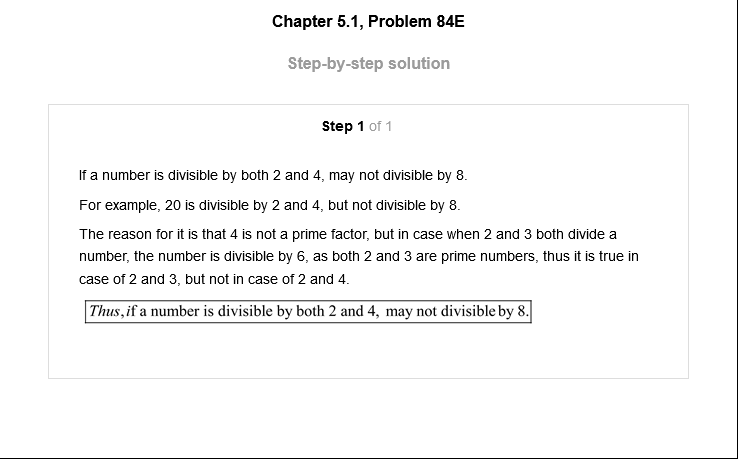 Chapter 5.1, Problem 84E
Step-by-step solution
Step 1 of 1
If a number is divisible by both 2 and 4, may not divisible by 8.
For example, 20 is divisible by 2 and 4, but not divisible by 8.
The reason for it is that 4 is not a prime factor, but in case when 2 and 3 both divide a
number, the number is divisible by 6, as both 2 and 3 are prime numbers, thus it is true in
case of 2 and 3, but not in case of 2 and 4.
Thus, if a number is divisible by both 2 and 4, may not divisible by 8.